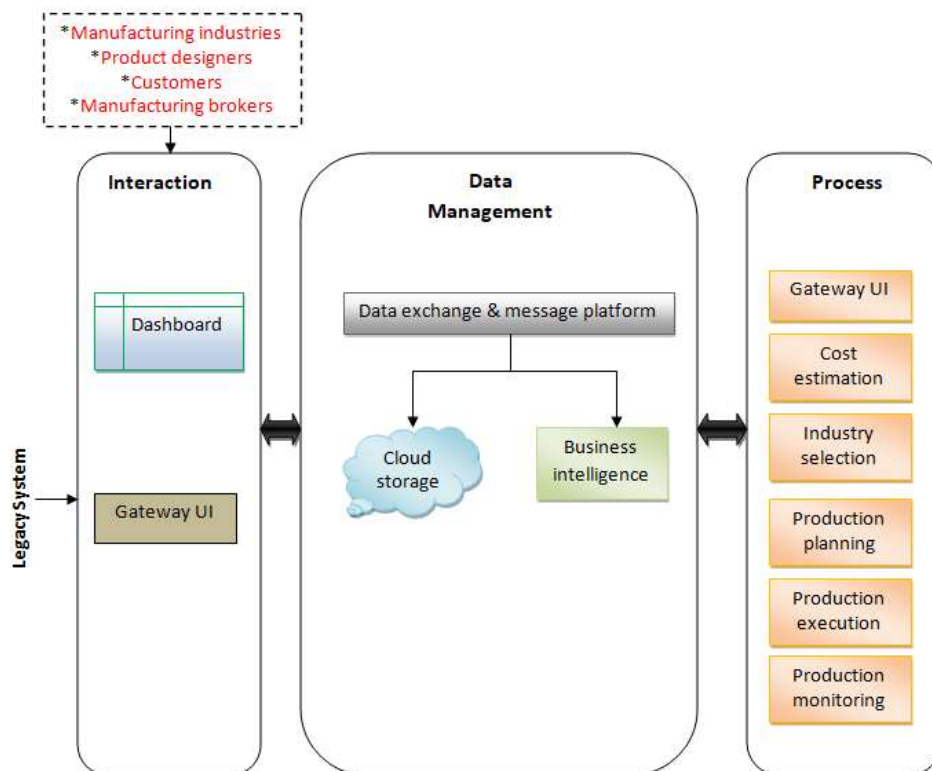 *Manufacturing industries
*Product designers
*Customers
*Manufacturing brokers
Interaction
Dashboard
Gateway UI
Legacy System
Data
Management
Data exchange & message platform
Cloud
storage
Business
intelligence
Process
Gateway UI
Cost
estimation
Industry
selection
Production
planning
Production
execution
Production
monitoring